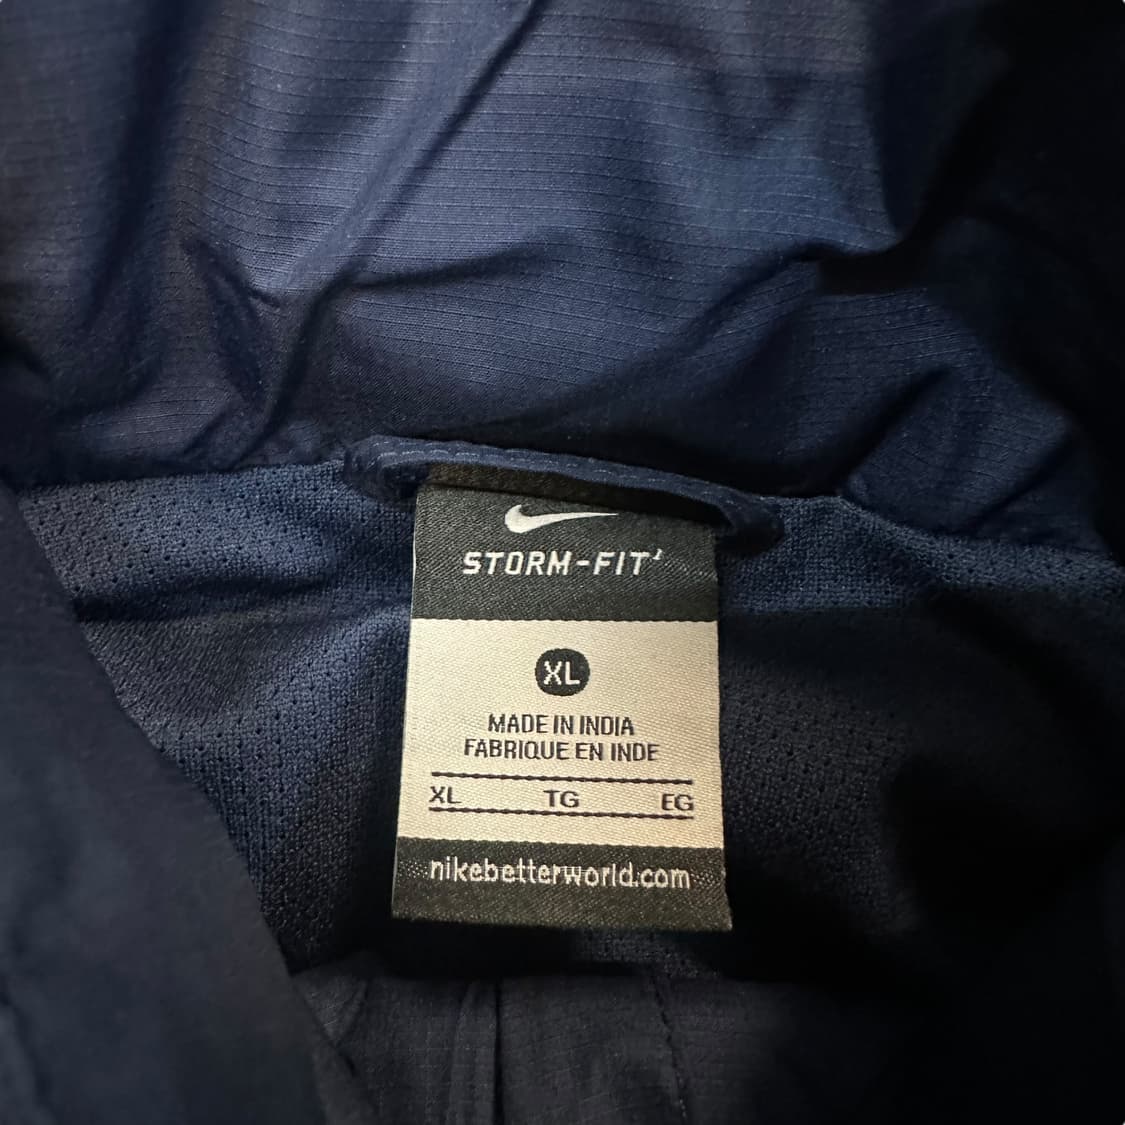 STORM-FIT
XL
MADE IN INDIA
FABRIQUE EN INDE
XL TG EG
nikebetterworld.com